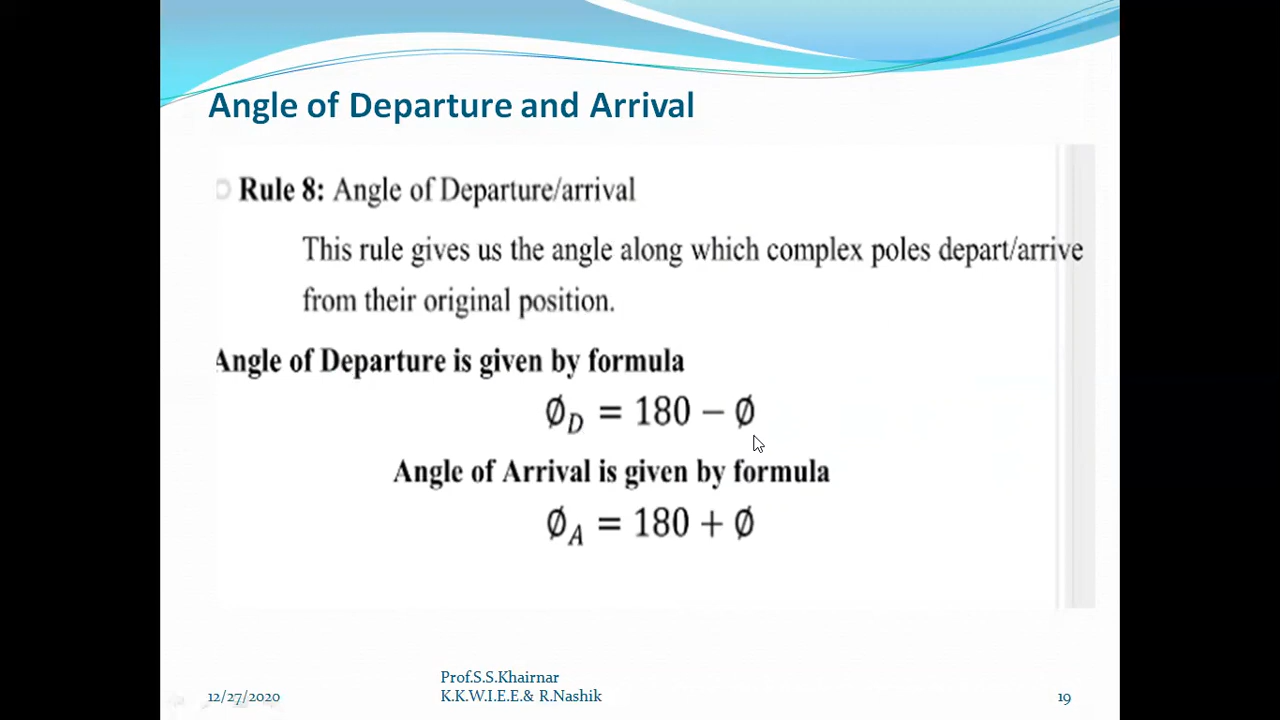 Angle of Departure and Arrival
Rule 8: Angle of Departure/arrival
This rule gives us the angle along which complex poles depart/arrive
from their original position.
Angle of Departure is given by formula
∅_D = 180 − ∅
Angle of Arrival is given by formula
∅_A = 180 + ∅
12/27/2020
Prof.S.S.Khairnar
K.K.W.I.E.E.& R.Nashik
19